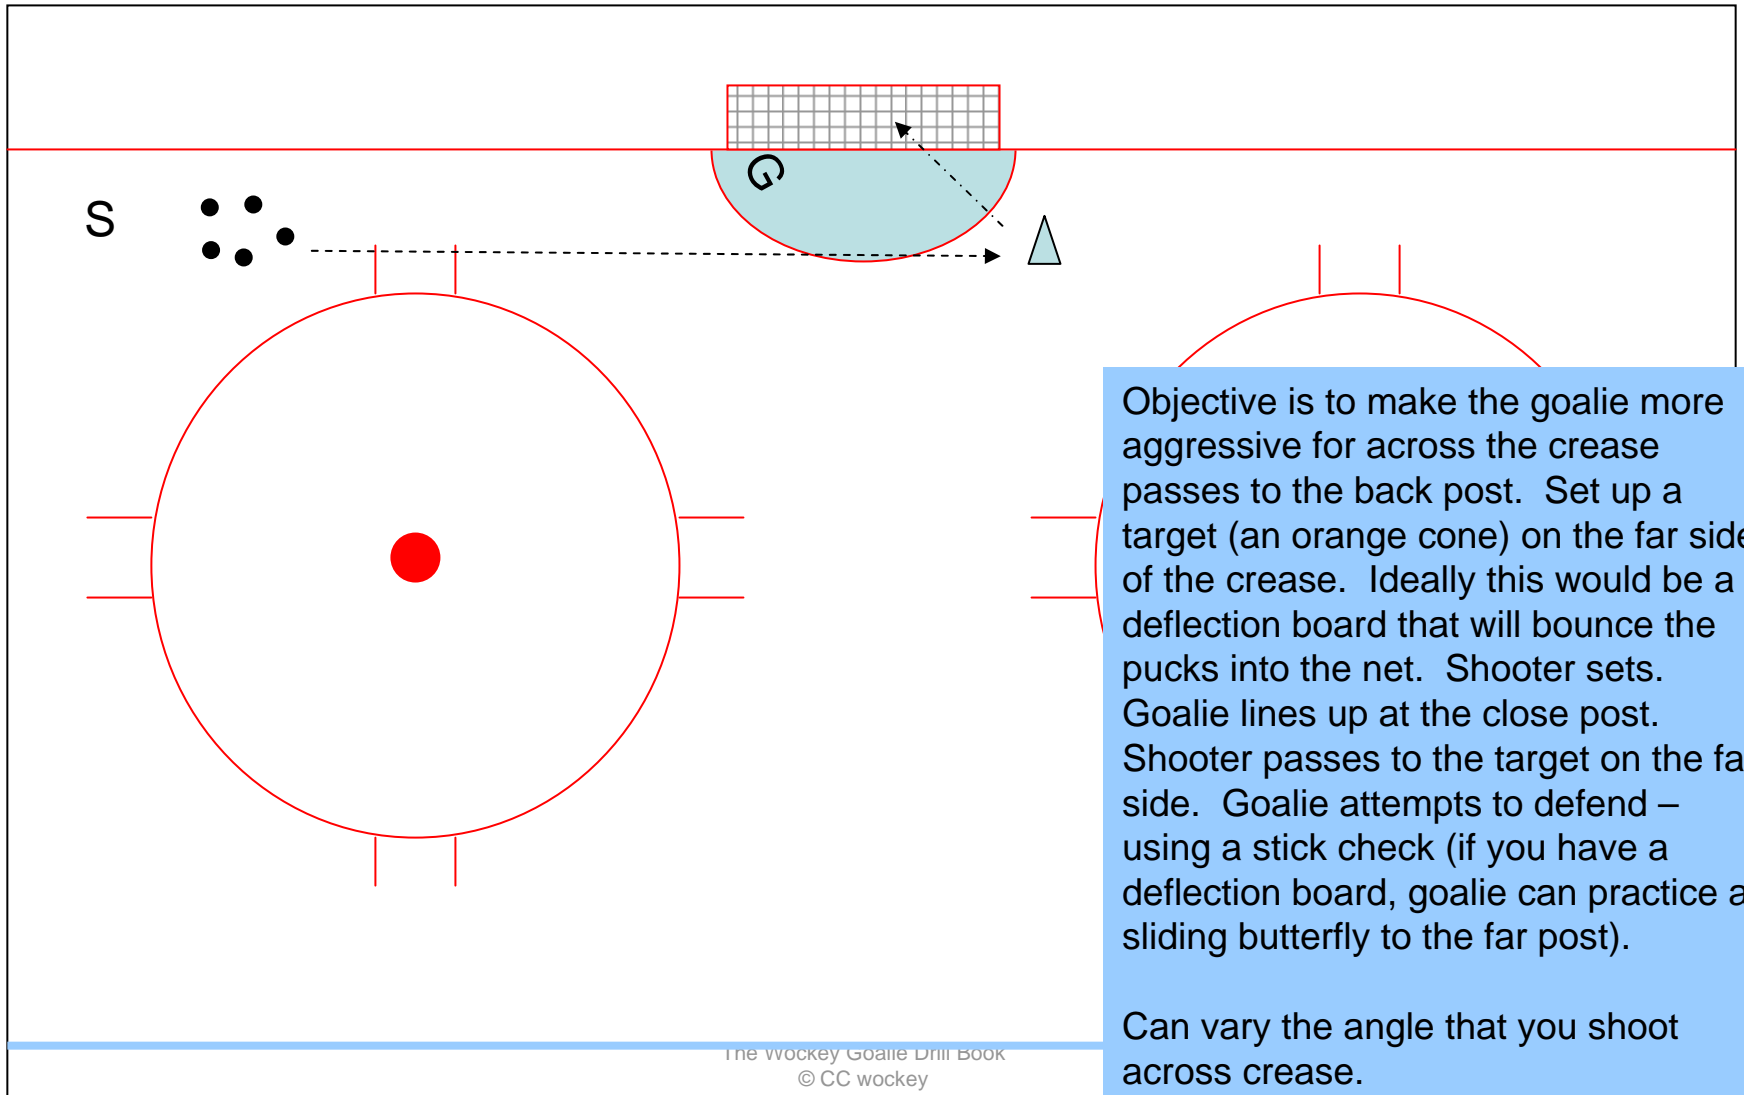 G
S
Objective is to make the goalie more
aggressive for across the crease
passes to the back post.  Set up a
target (an orange cone) on the far side
of the crease.  Ideally this would be a
deflection board that will bounce the
pucks into the net.  Shooter sets.
Goalie lines up at the close post.
Shooter passes to the target on the fa
side.  Goalie attempts to defend –
using a stick check (if you have a
deflection board, goalie can practice a
sliding butterfly to the far post).
Can vary the angle that you shoot
across crease.
The Wockey Goalie Drill Book
© CC wockey